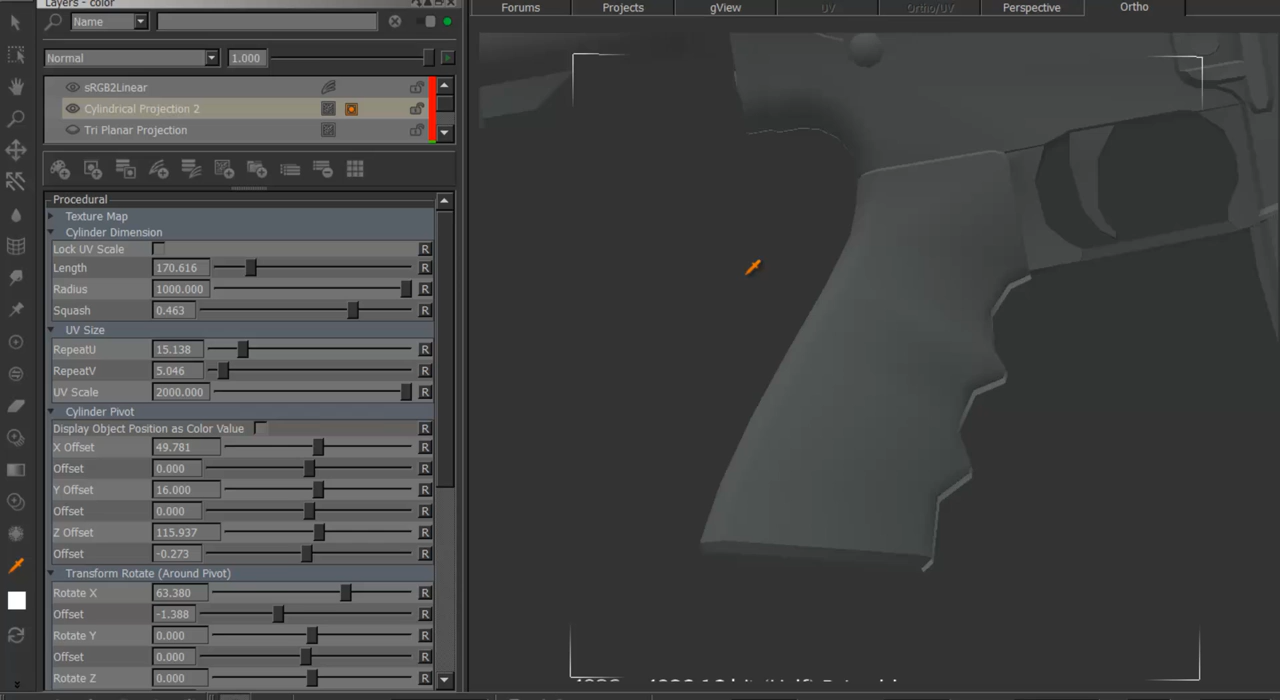 Layers - color
Forums Projects gView UV Ortho/UV Perspective Ortho
Name
Normal 1.000
sRGB2Linear
Cylindrical Projection 2
Tri Planar Projection
Procedural
Texture Map
Cylinder Dimension
Lock UV Scale R
Length 170.616 R
Radius 1000.000 R
Squash 0.463 R
UV Size
RepeatU 15.138 R
RepeatV 5.046 R
UV Scale 2000.000 R
Cylinder Pivot
Display Object Position as Color Value R
X Offset 49.781 R
Offset 0.000 R
Y Offset 16.000 R
Offset 0.000 R
Z Offset 115.937 R
Offset -0.273 R
Transform Rotate (Around Pivot)
Rotate X 63.380 R
Offset -1.388 R
Rotate Y 0.000 R
Offset 0.000 R
Rotate Z 0.000 R